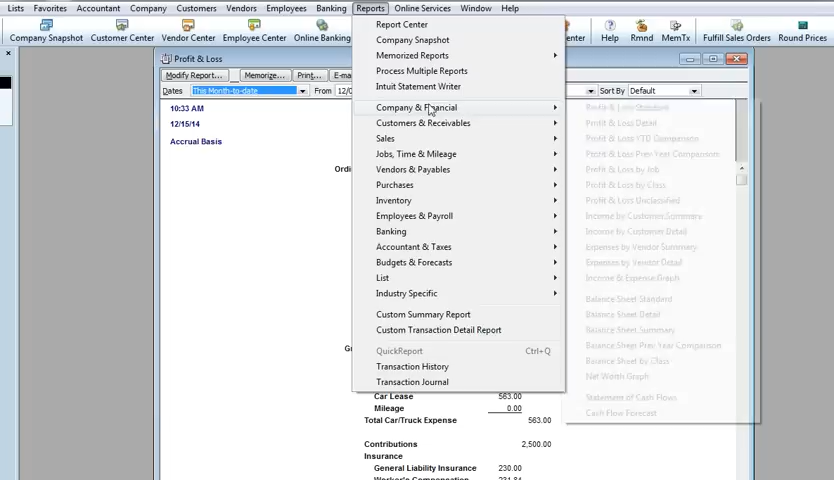 Lists Favorites Accountant Company Customers Vendors Employees Banking Reports Online Services Window Help
Company Snapshot Customer Center Vendor Center Employee Center Online Banking enter Help Rmnd MemTx Fulfill Sales Orders Round Prices
Report Center
Company Snapshot
Memorized Reports
Process Multiple Reports
Intuit Statement Writer
Company & Financial
Customers & Receivables
Sales
Jobs, Time & Mileage
Vendors & Payables
Purchases
Inventory
Employees & Payroll
Banking
Accountant & Taxes
Budgets & Forecasts
List
Industry Specific
Custom Summary Report
Custom Transaction Detail Report
QuickReport Ctrl+Q
Transaction History
Transaction Journal
Profit & Loss Standard
Profit & Loss Detail
Profit & Loss YTD Comparison
Profit & Loss Prev Year Comparison
Profit & Loss by Job
Profit & Loss by Class
Profit & Loss Unclassified
Income by Customer Summary
Income by Customer Detail
Expenses by Vendor Summary
Expenses by Vendor Detail
Income & Expense Graph
Balance Sheet Standard
Balance Sheet Detail
Balance Sheet Summary
Balance Sheet Prev Year Comparison
Balance Sheet by Class
Net Worth Graph
Statement of Cash Flows
Cash Flow Forecast
Profit & Loss
Modify Report... Memorize... Print... E-ma
Dates This Month-to-date From 12/0 Sort By Default
10:33 AM
12/15/14
Accrual Basis
Ordi
G
Car Lease 563.00
Mileage 0.00
Total Car/Truck Expense 563.00
Contributions 2,500.00
Insurance
General Liability Insurance 230.00
Worker's Compensation 231.84